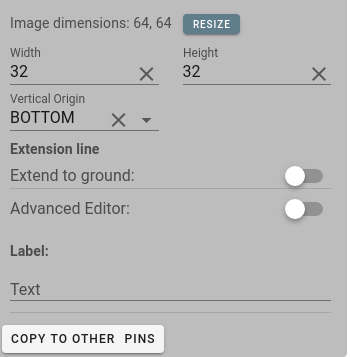 Image dimensions: 64, 64 RESIZE
Width Height
32 32
Vertical Origin
BOTTOM
Extension line
Extend to ground:
Advanced Editor:
Label:
Text
COPY TO OTHER PINS